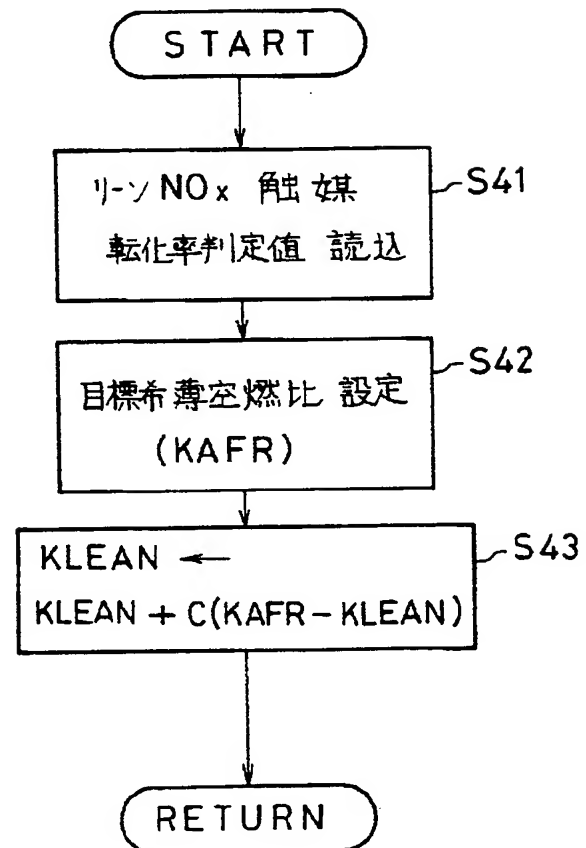 START
リーンNOx 触媒
転化率判定値 読込
S41
目標希薄空燃比 設定
(KAFR)
S42
KLEAN ←
KLEAN + C(KAFR-KLEAN)
S43
RETURN